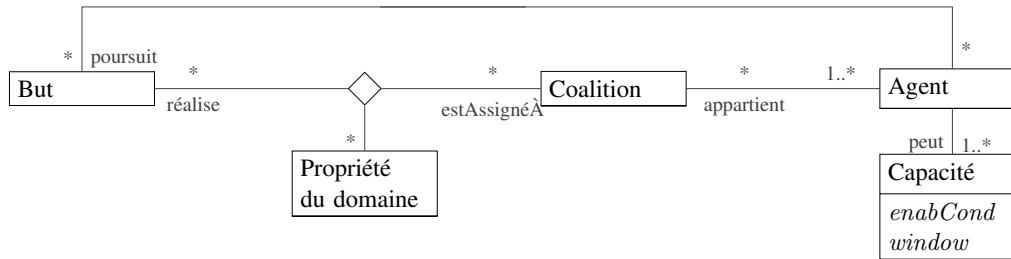 * poursuit *
But * * Coalition * 1..* Agent
réalise estAssignéÀ appartient
* peut 1..*
Propriété
du domaine
Capacité
enabCond
window